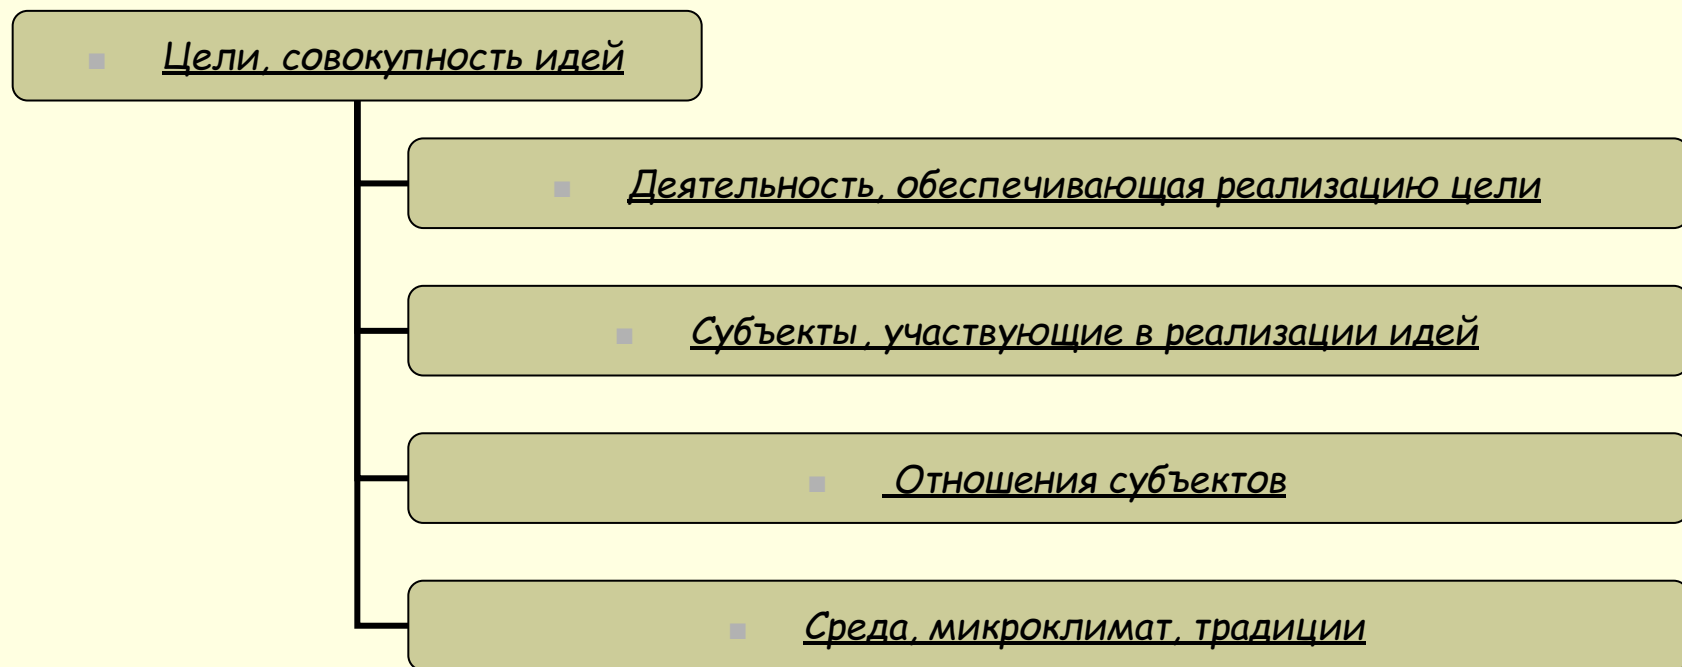 Цели, совокупность идей
Деятельность, обеспечивающая реализацию цели
Субъекты, участвующие в реализации идей
Отношения субъектов
Среда, микроклимат, традиции